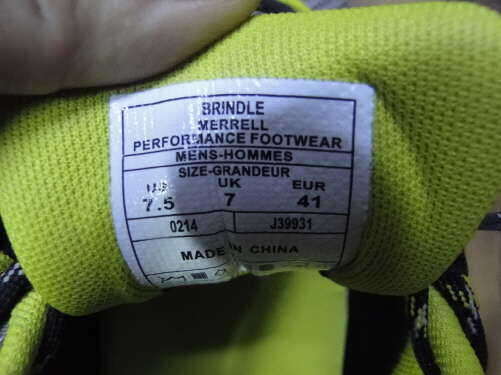 BRINDLE
MERRELL
PERFORMANCE FOOTWEAR
MENS-HOMMES
SIZE-GRANDEUR
US UK EUR
7.5 7 41
0214 J39931
MADE IN CHINA